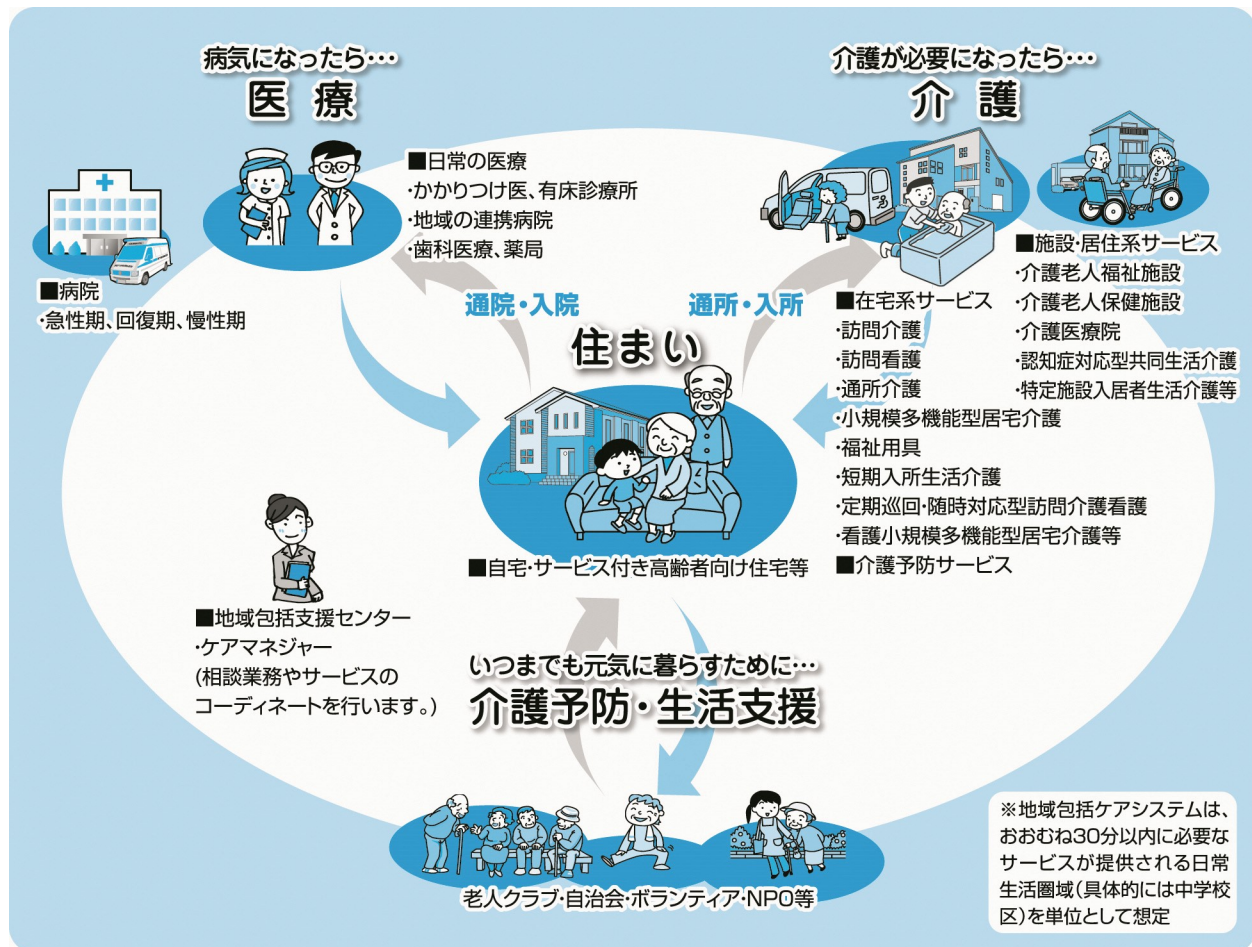 病気になったら…
医療
■日常の医療
・かかりつけ医、有床診療所
・地域の連携病院
・歯科医療、薬局
■病院
・急性期、回復期、慢性期
通院・入院
介護が必要になったら…
介護
通所・入所
■在宅系サービス
・訪問介護
・訪問看護
・通所介護
・小規模多機能型居宅介護
・福祉用具
・短期入所生活介護
・定期巡回・随時対応型訪問介護看護
・看護小規模多機能型居宅介護等
■介護予防サービス
■施設・居住系サービス
・介護老人福祉施設
・介護老人保健施設
・介護医療院
・認知症対応型共同生活介護
・特定施設入居者生活介護等
住まい
■自宅・サービス付き高齢者向け住宅等
■地域包括支援センター
・ケアマネジャー
(相談業務やサービスの
コーディネートを行います。)
いつまでも元気に暮らすために…
介護予防・生活支援
老人クラブ・自治会・ボランティア・NPO等
※地域包括ケアシステムは、
おおむね30分以内に必要な
サービスが提供される日常
生活圏域(具体的には中学校
区)を単位として想定